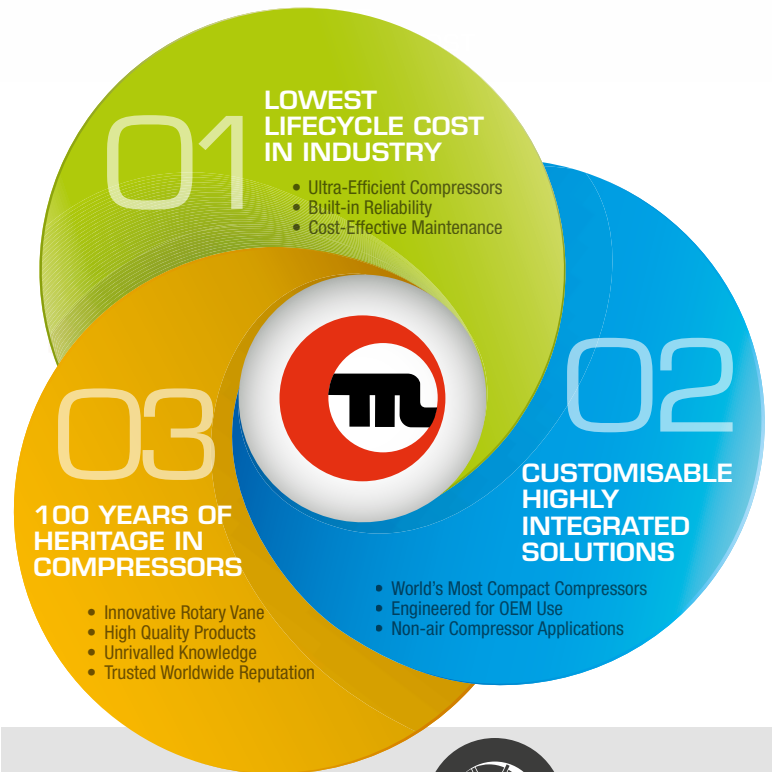 01
LOWEST
LIFECYCLE COST
IN INDUSTRY
• Ultra-Efficient Compressors
• Built-in Reliability
• Cost-Effective Maintenance
02
CUSTOMISABLE
HIGHLY
INTEGRATED
SOLUTIONS
• World's Most Compact Compressors
• Engineered for OEM Use
• Non-air Compressor Applications
03
100 YEARS OF
HERITAGE IN
COMPRESSORS
• Innovative Rotary Vane
• High Quality Products
• Unrivalled Knowledge
• Trusted Worldwide Reputation